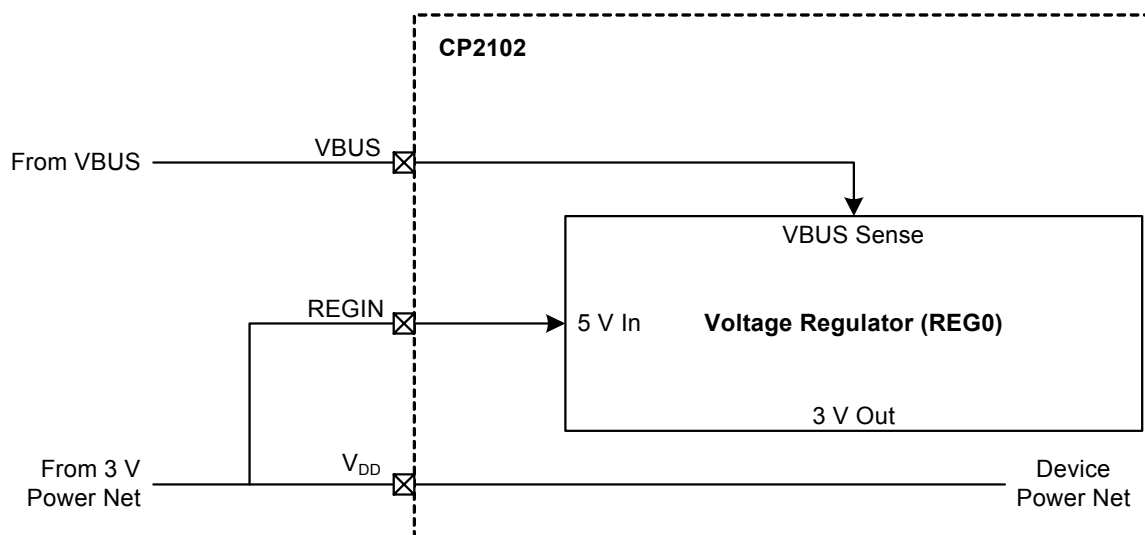 CP2102
From VBUS
VBUS
VBUS Sense
REGIN
5 V In
Voltage Regulator (REG0)
3 V Out
From 3 V
Power Net
VDD
Device
Power Net